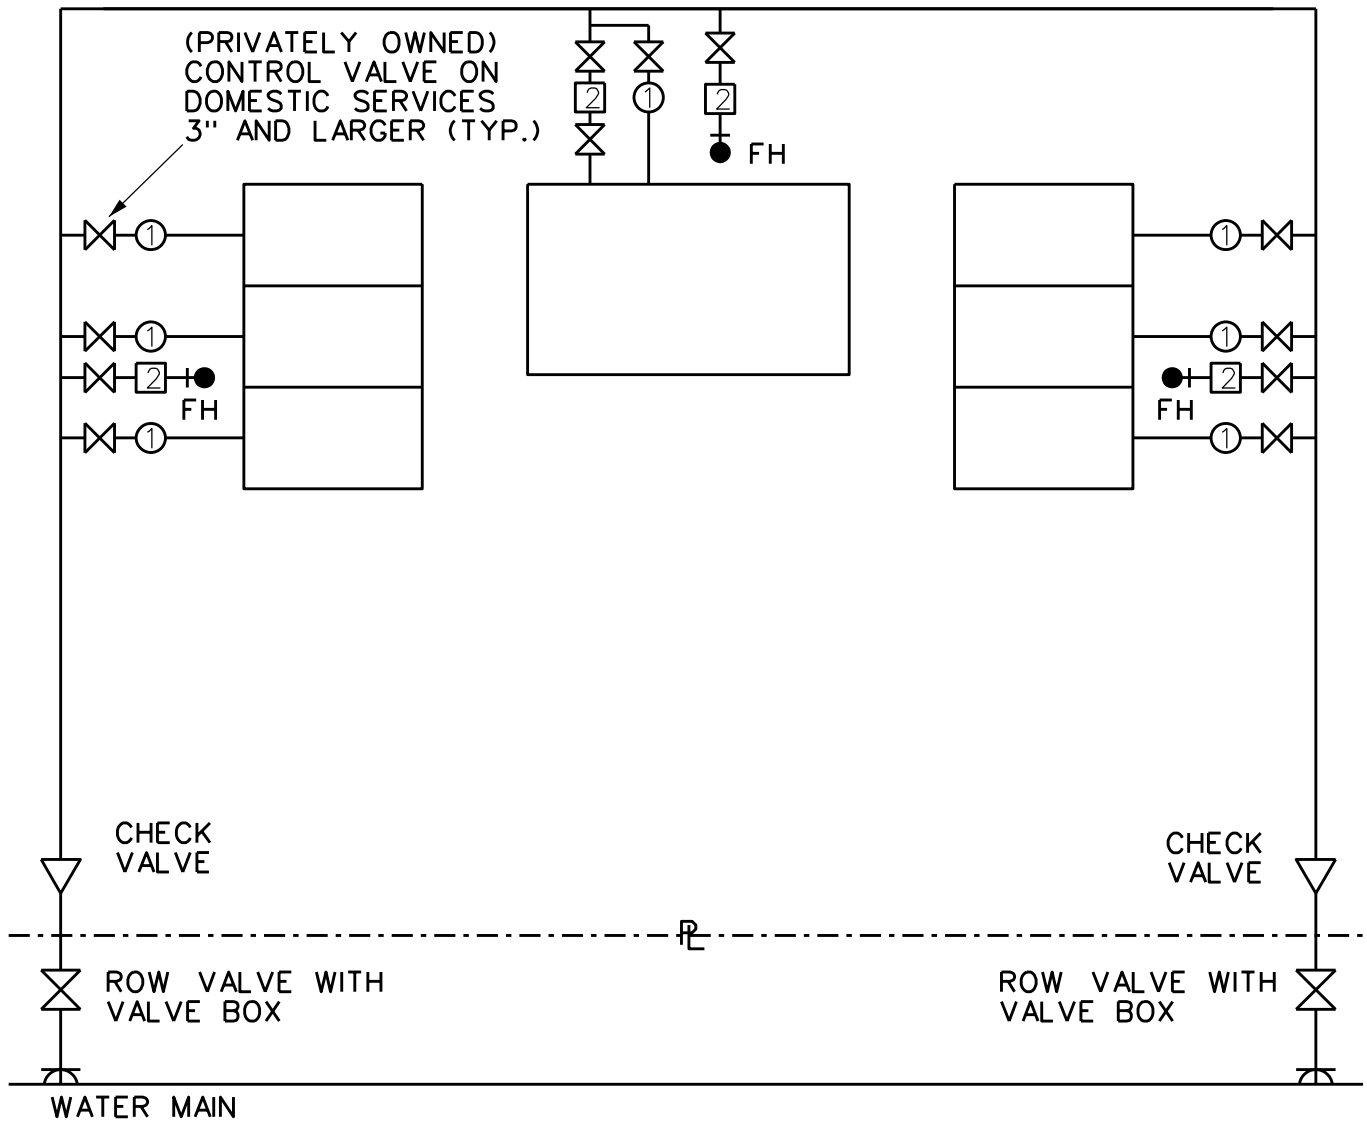 (PRIVATELY OWNED)
CONTROL VALVE ON
DOMESTIC SERVICES
3" AND LARGER (TYP.)
2
1
2
FH
1
1
1
1
2
2
FH
FH
1
1
CHECK
VALVE
CHECK
VALVE
PL
ROW VALVE WITH
VALVE BOX
ROW VALVE WITH
VALVE BOX
WATER MAIN